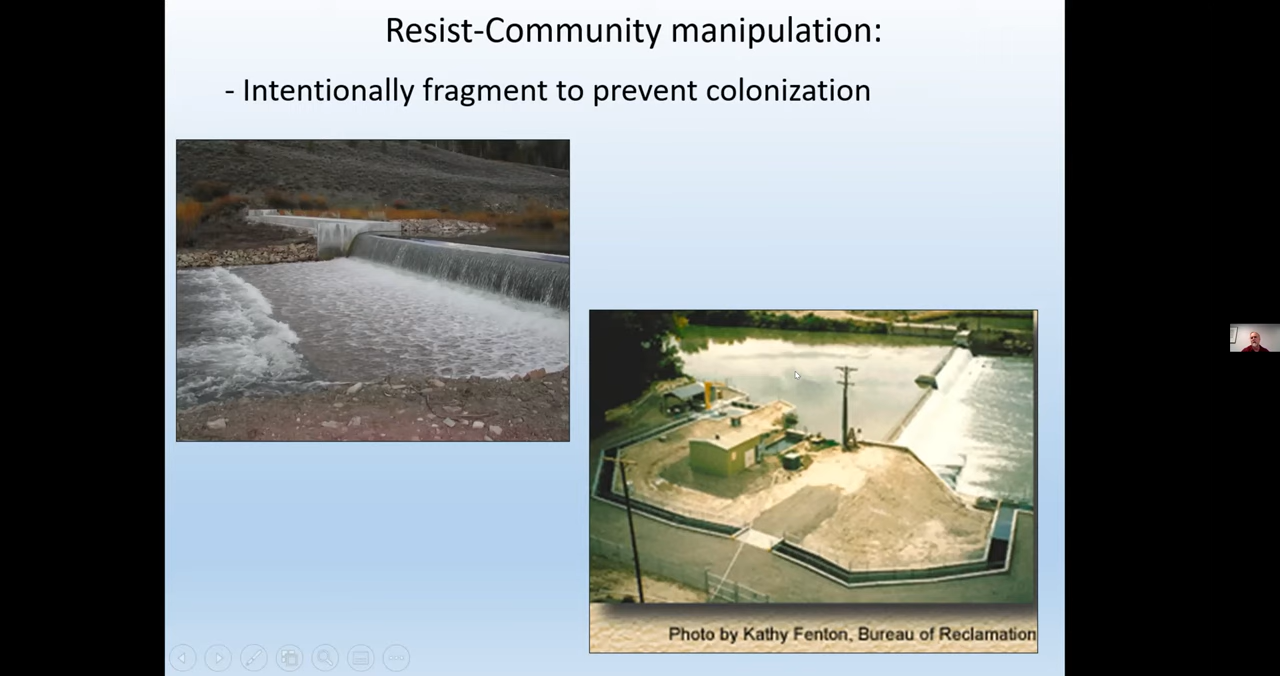 Resist-Community manipulation:
- Intentionally fragment to prevent colonization
Photo by Kathy Fenton, Bureau of Reclamation